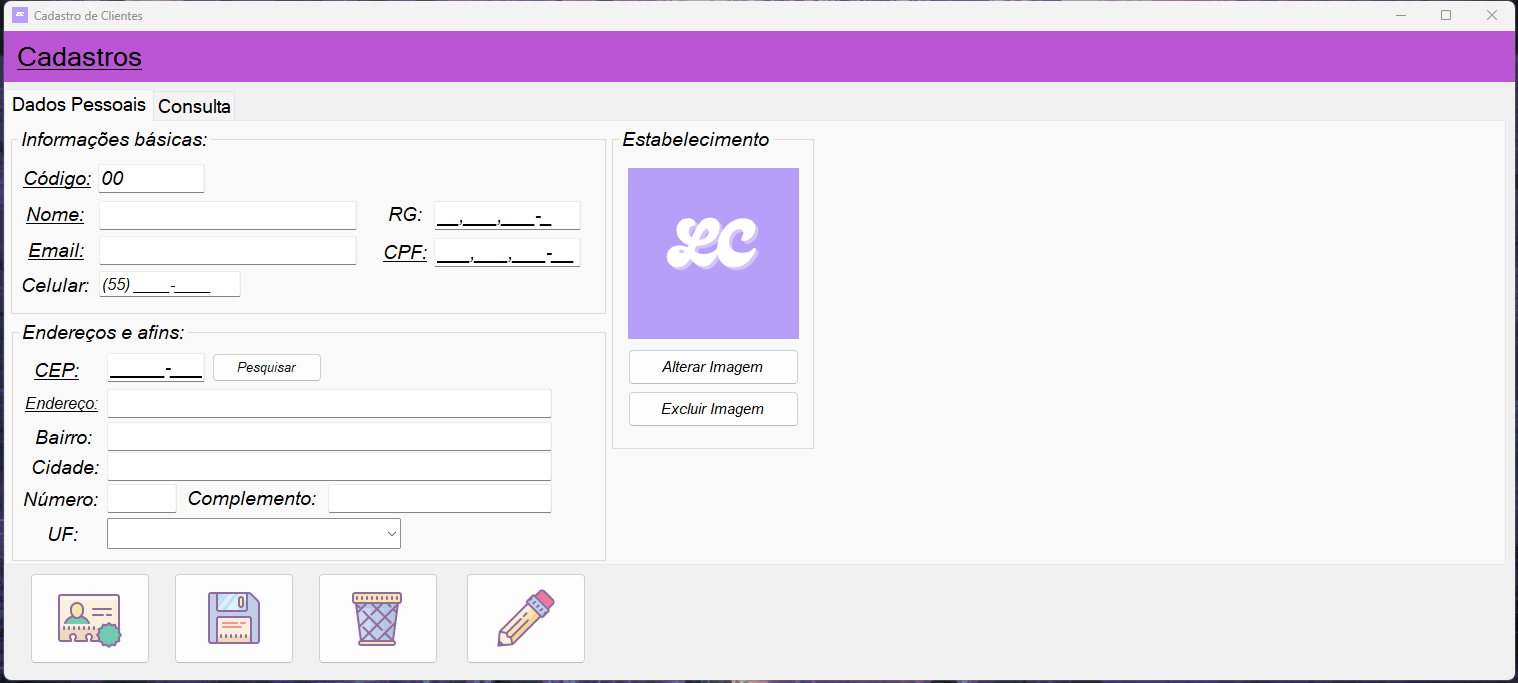 Cadastro de Clientes
Cadastros
Dados Pessoais Consulta
Informações básicas:
Código: 00
Nome: RG: __,___,___-_
Email: CPF: ___,___,___-__
Celular: (55)____-____
Endereços e afins:
CEP: _____-___ Pesquisar
Endereço:
Bairro:
Cidade:
Número: Complemento:
UF:
Estabelecimento
LC
Alterar Imagem
Excluir Imagem